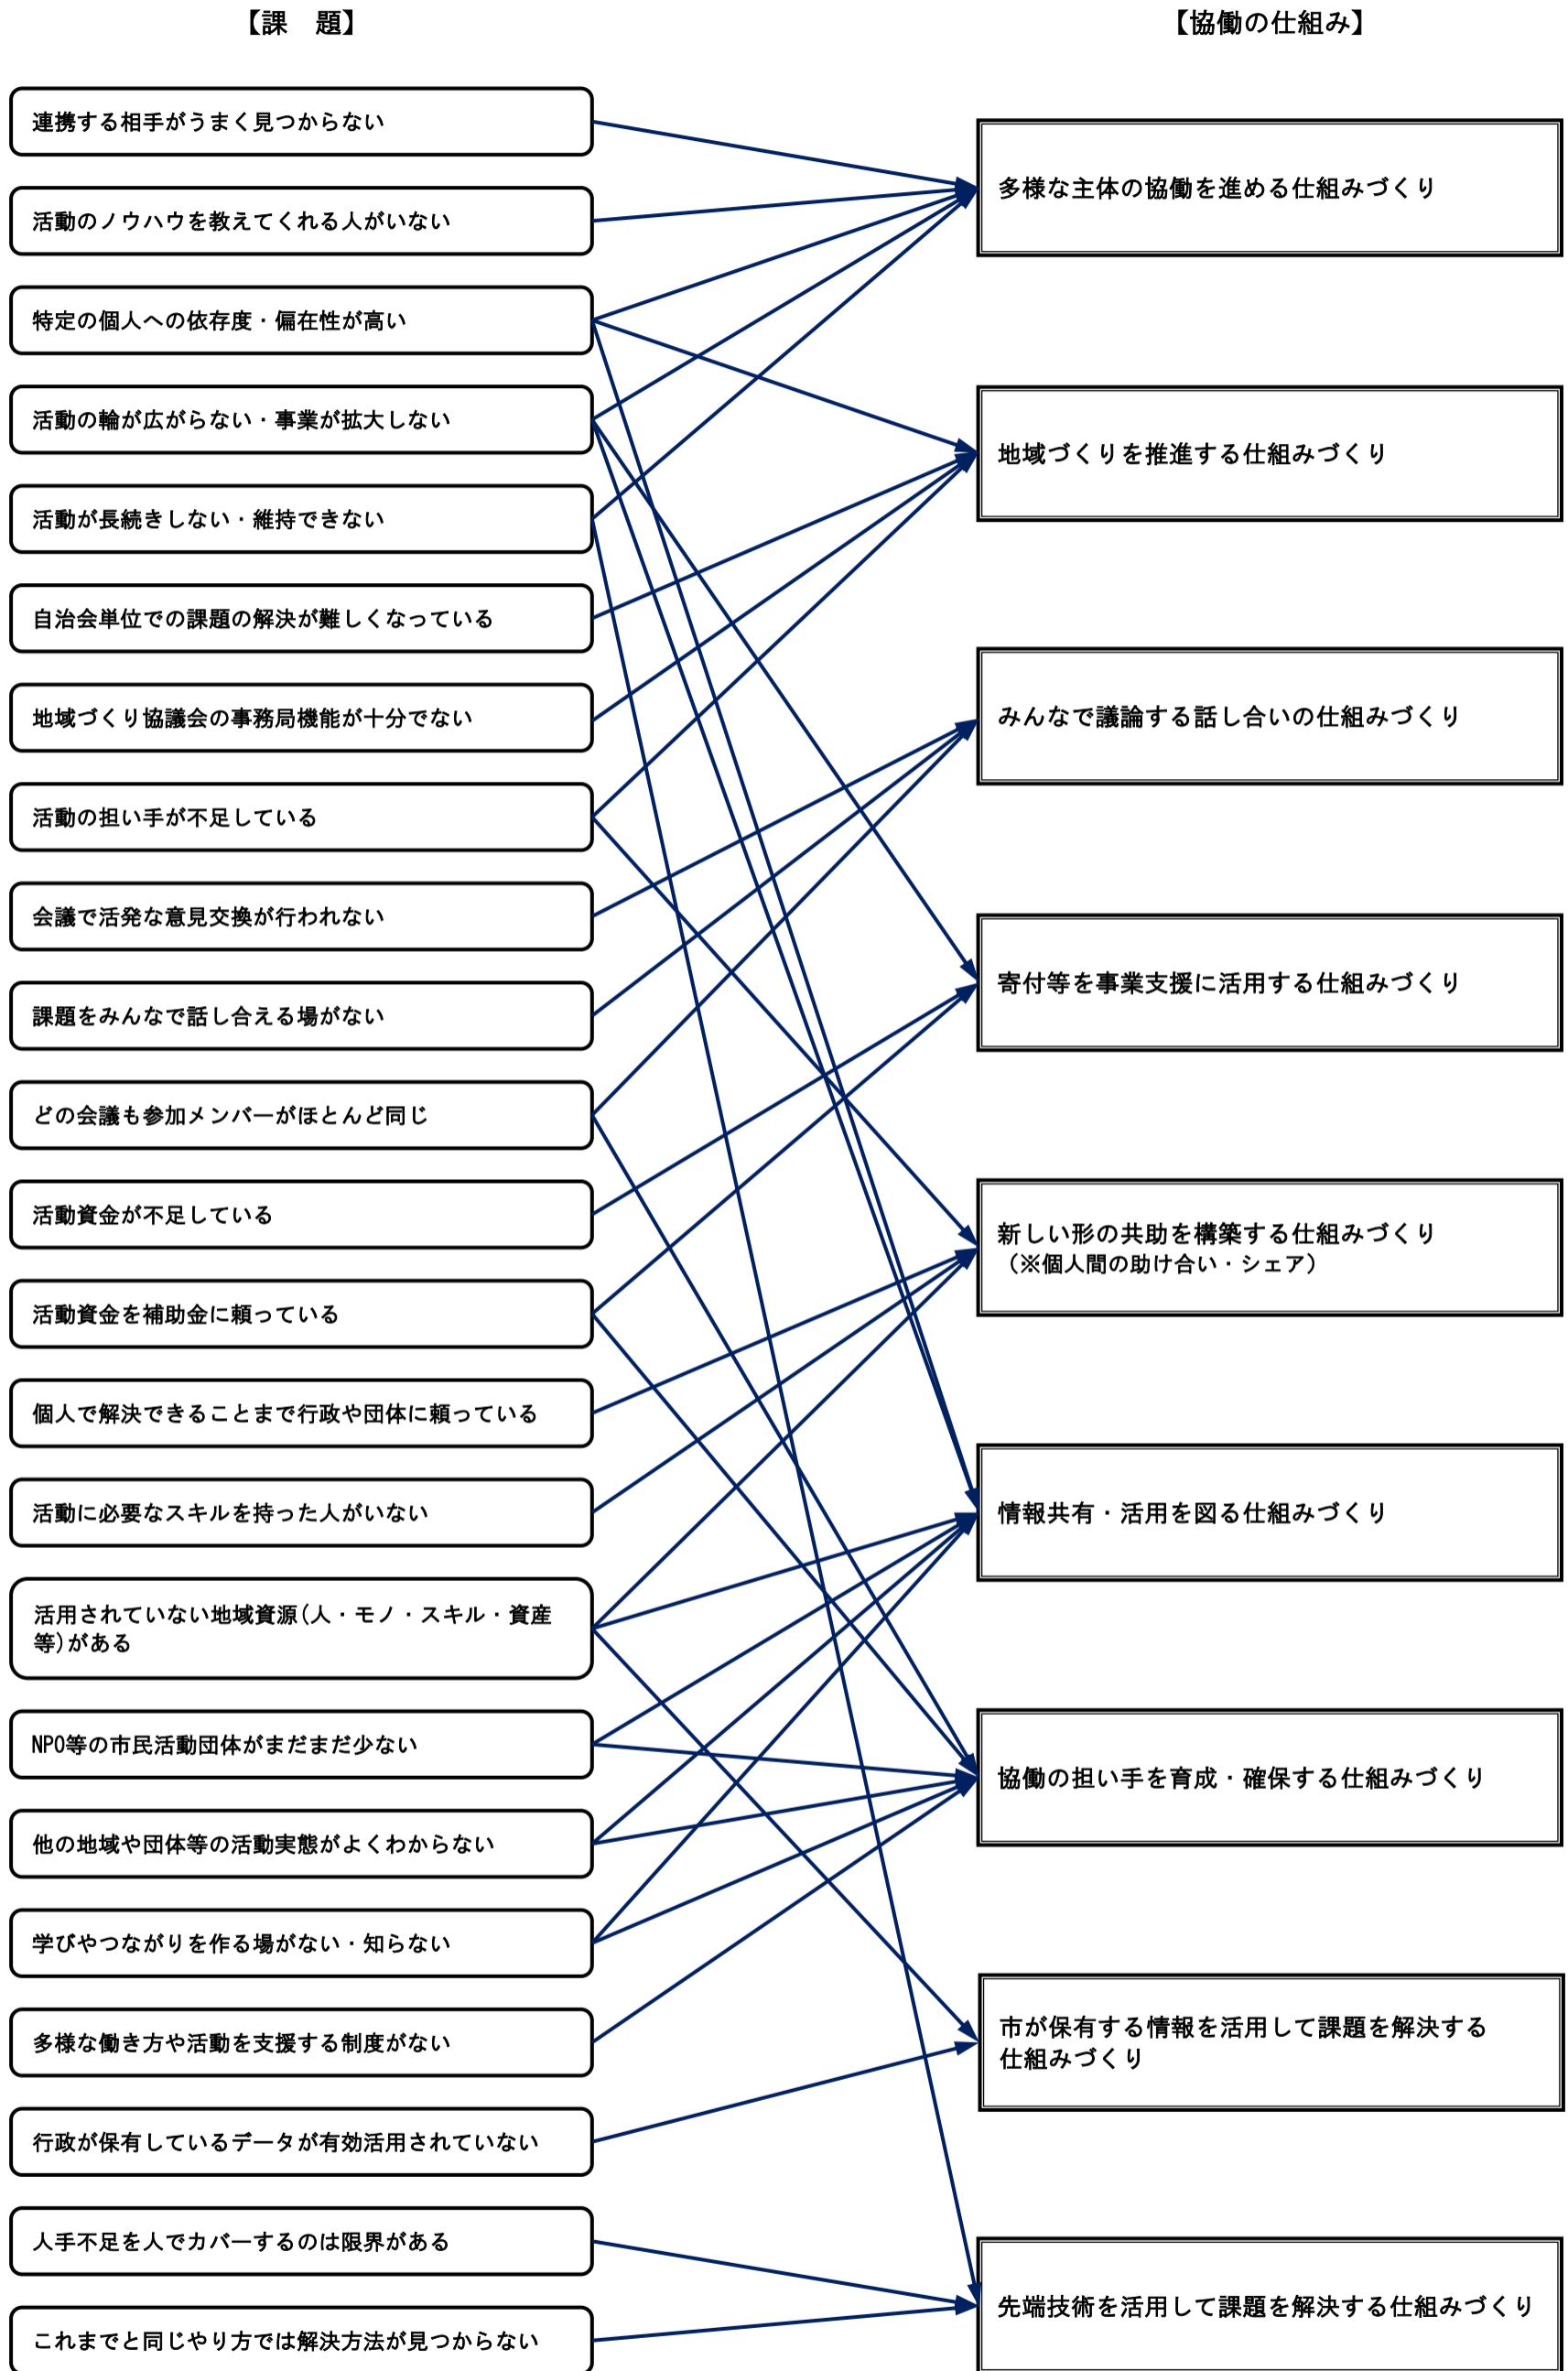 【課　題】
連携する相手がうまく見つからない
活動のノウハウを教えてくれる人がいない
特定の個人への依存度・偏在性が高い
活動の輪が広がらない・事業が拡大しない
活動が長続きしない・維持できない
自治会単位での課題の解決が難しくなっている
地域づくり協議会の事務局機能が十分でない
活動の担い手が不足している
会議で活発な意見交換が行われない
課題をみんなで話し合える場がない
どの会議も参加メンバーがほとんど同じ
活動資金が不足している
活動資金を補助金に頼っている
個人で解決できることまで行政や団体に頼っている
活動に必要なスキルを持った人がいない
活用されていない地域資源(人・モノ・スキル・資産
等)がある
NPO等の市民活動団体がまだまだ少ない
他の地域や団体等の活動実態がよくわからない
学びやつながりを作る場がない・知らない
多様な働き方や活動を支援する制度がない
行政が保有しているデータが有効活用されていない
人手不足を人でカバーするのは限界がある
これまでと同じやり方では解決方法が見つからない
【協働の仕組み】
多様な主体の協働を進める仕組みづくり
地域づくりを推進する仕組みづくり
みんなで議論する話し合いの仕組みづくり
寄付等を事業支援に活用する仕組みづくり
新しい形の共助を構築する仕組みづくり
（※個人間の助け合い・シェア）
情報共有・活用を図る仕組みづくり
協働の担い手を育成・確保する仕組みづくり
市が保有する情報を活用して課題を解決する
仕組みづくり
先端技術を活用して課題を解決する仕組みづくり